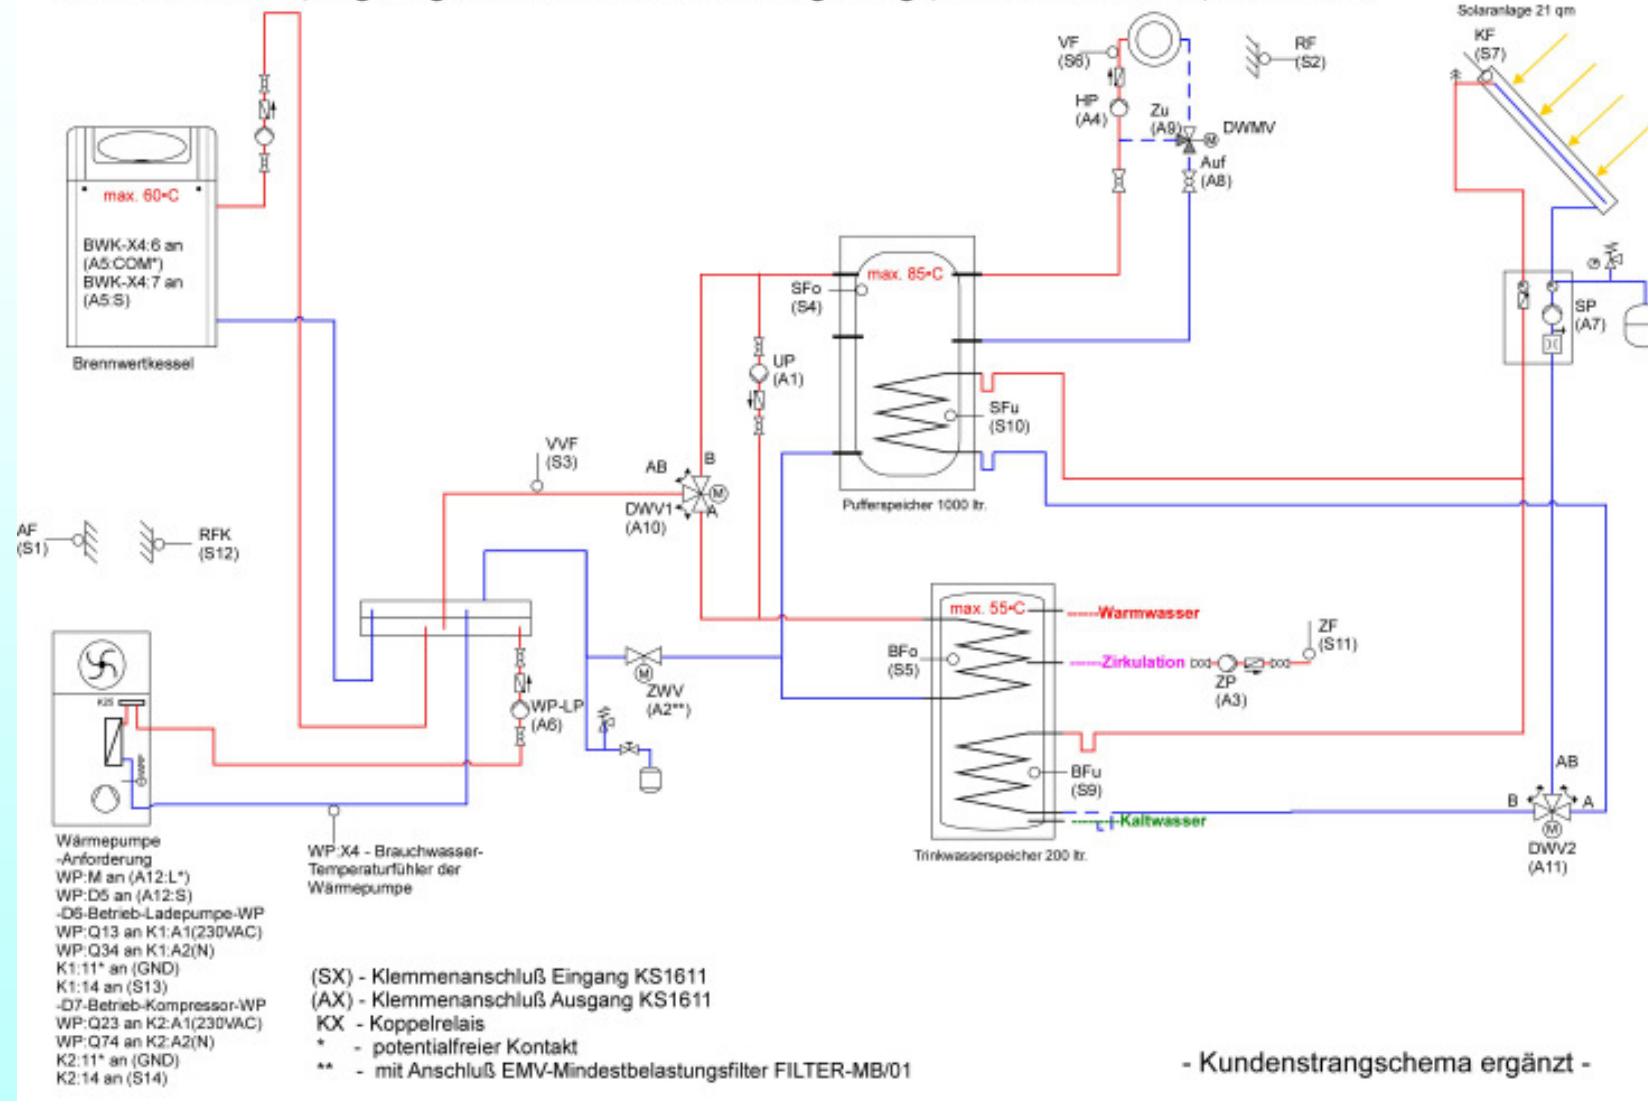 Solaranlage 21 qm
KF
(S7)
VF
(S6)
RF
(S2)
HP
(A4)
Zu
(A9)
DWMV
Auf
(A8)
max. 60°C
BWK-X4:6 an
(A5:COM*)
BWK-X4:7 an
(A5:S)
Brennwertkessel
max. 85°C
SFo
(S4)
SP
(A7)
UP
(A1)
SFu
(S10)
VVF
(S3)
AB
B
M
A
DWV1
(A10)
Pufferspeicher 1000 ltr.
AF
(S1)
RFK
(S12)
max. 55°C
Warmwasser
ZF
(S11)
BFo
(S5)
Zirkulation
ZP
(A3)
M
ZWV
(A2**)
WP-LP
(A6)
K25
BFu
(S9)
AB
B
A
M
DWV2
(A11)
Kaltwasser
Trinkwasserspeicher 200 ltr.
Wärmepumpe
-Anforderung
WP:M an (A12:L*)
WP:D5 an (A12:S)
-D6-Betrieb-Ladepumpe-WP
WP:Q13 an K1:A1(230VAC)
WP:Q34 an K1:A2(N)
K1:11* an (GND)
K1:14 an (S13)
-D7-Betrieb-Kompressor-WP
WP:Q23 an K2:A1(230VAC)
WP:Q74 an K2:A2(N)
K2:11* an (GND)
K2:14 an (S14)
WP:X4 - Brauchwasser-
Temperaturfühler der
Wärmepumpe
(SX) - Klemmenanschluß Eingang KS1611
(AX) - Klemmenanschluß Ausgang KS1611
KX - Koppelrelais
* - potentialfreier Kontakt
** - mit Anschluß EMV-Mindestbelastungsfilter FILTER-MB/01
- Kundenstrangschema ergänzt -